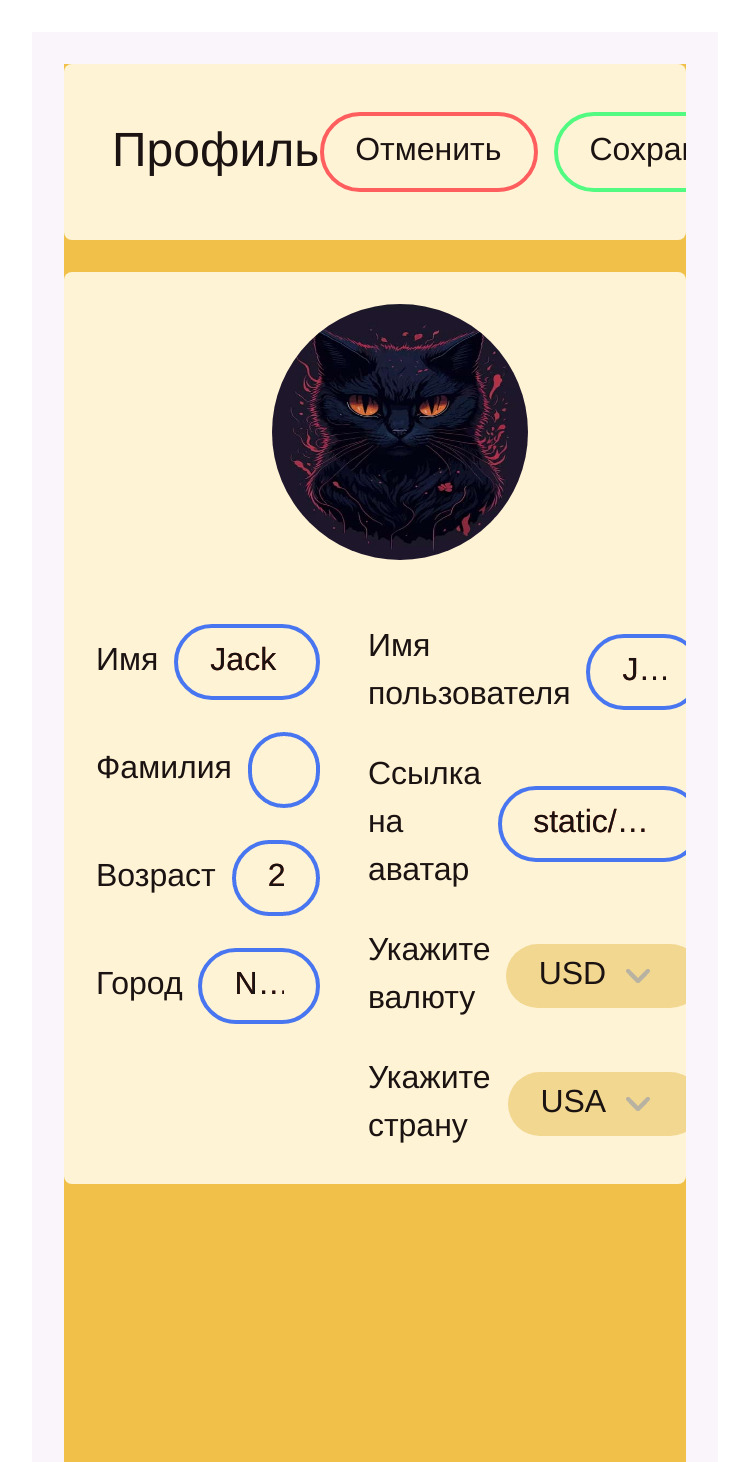 Профиль
Отменить
Сохра
Имя
Jack
Фамилия
Возраст
2
Город
N...
Имя
пользователя
J...
Ссылка
на
аватар
static/...
Укажите
валюту
USD
Укажите
страну
USA